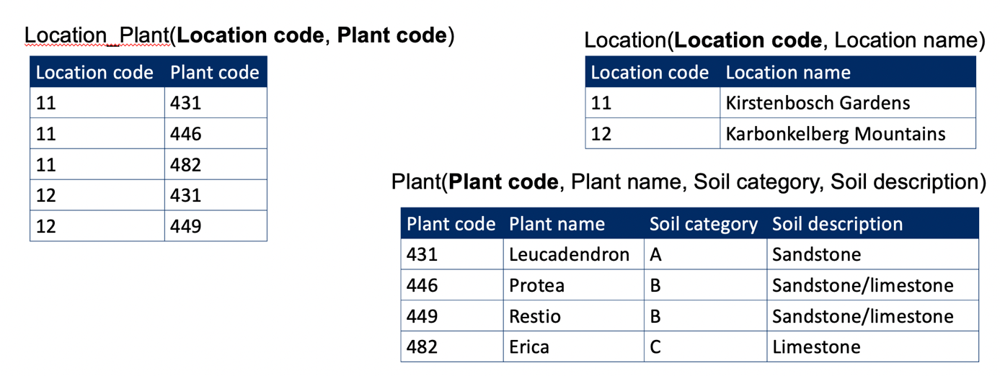 Location_Plant(Location code, Plant code)
Location code Plant code
11 431
11 446
11 482
12 431
12 449
Location(Location code, Location name)
Location code Location name
11 Kirstenbosch Gardens
12 Karbonkelberg Mountains
Plant(Plant code, Plant name, Soil category, Soil description)
Plant code Plant name Soil category Soil description
431 Leucadendron A Sandstone
446 Protea B Sandstone/limestone
449 Restio B Sandstone/limestone
482 Erica C Limestone